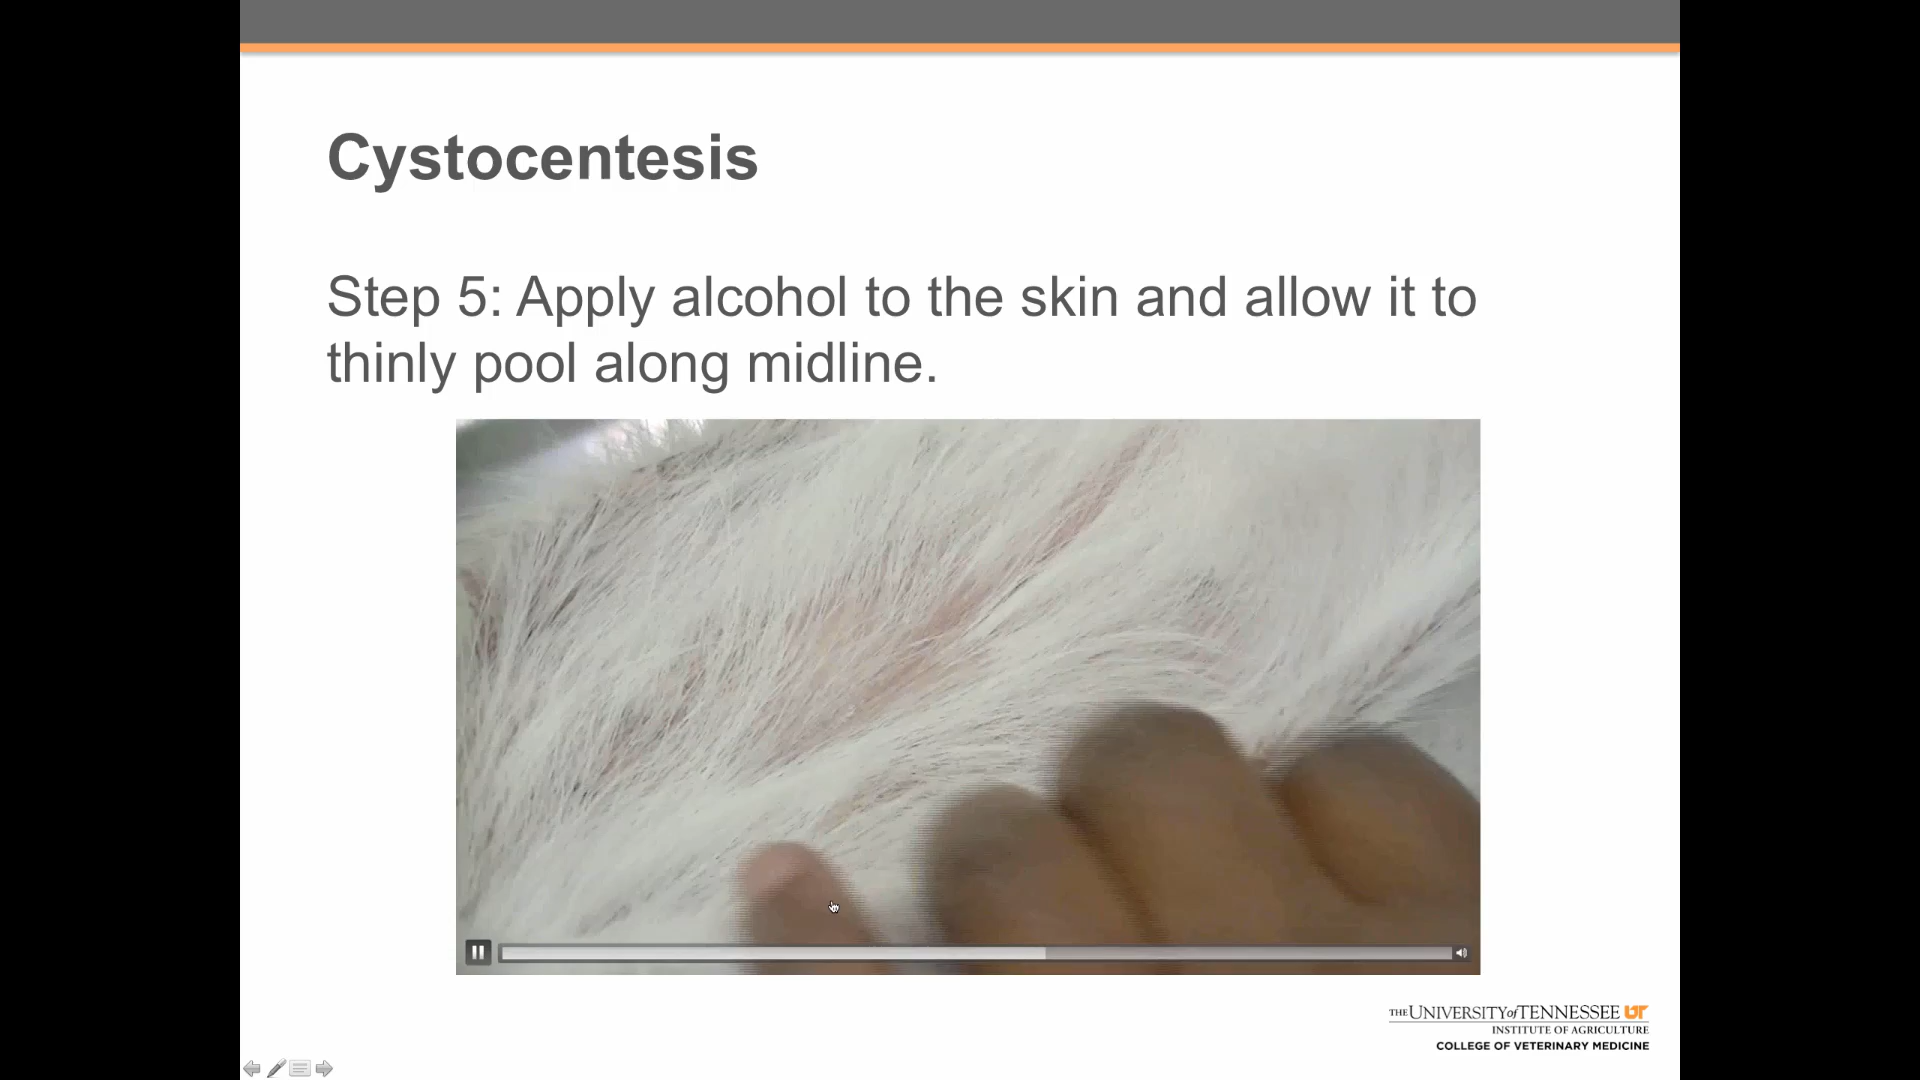 Cystocentesis
Step 5: Apply alcohol to the skin and allow it to
thinly pool along midline.
THE UNIVERSITY of TENNESSEE UT
INSTITUTE OF AGRICULTURE
COLLEGE OF VETERINARY MEDICINE